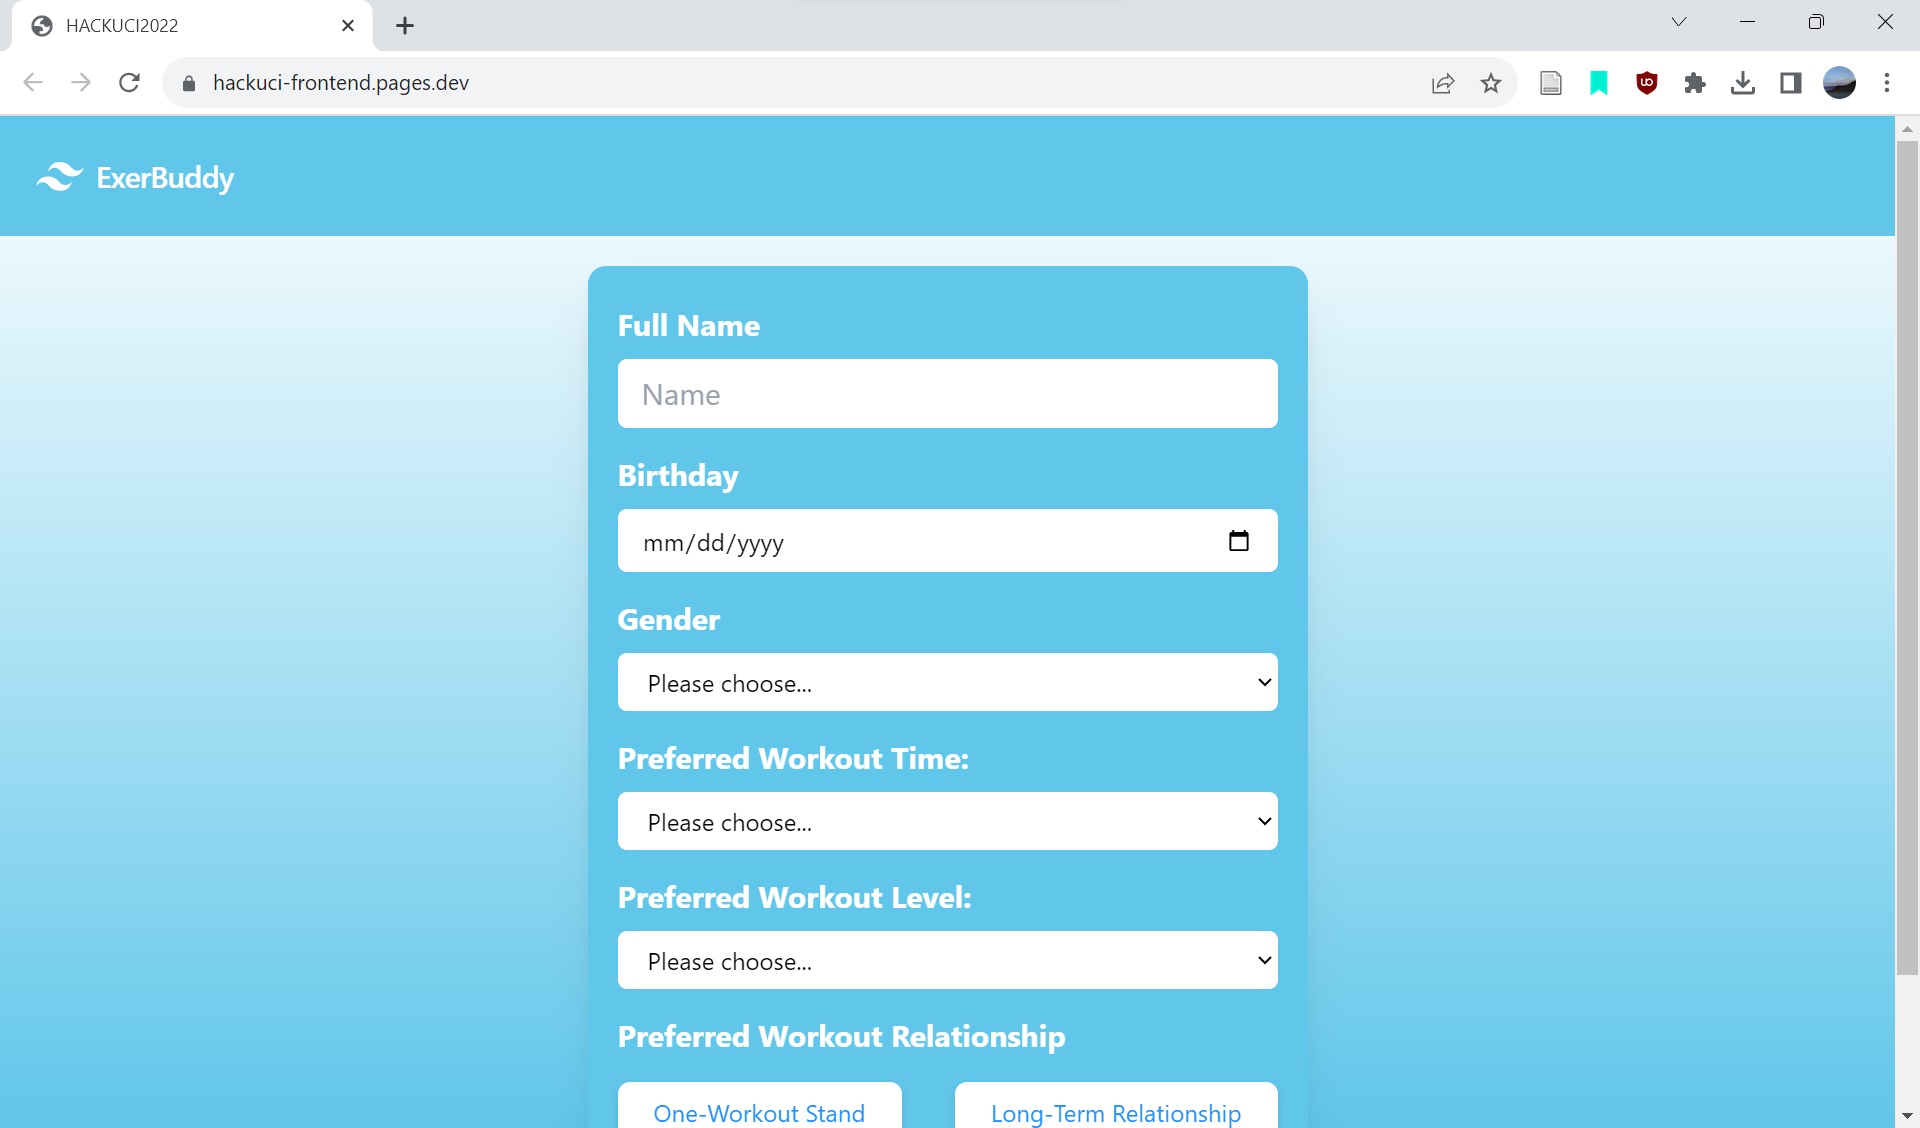 HACKUCI2022
hackuci-frontend.pages.dev
ExerBuddy
Full Name
Name
Birthday
mm/dd/yyyy
Gender
Please choose...
Preferred Workout Time:
Please choose...
Preferred Workout Level:
Please choose...
Preferred Workout Relationship
One-Workout Stand Long-Term Relationship